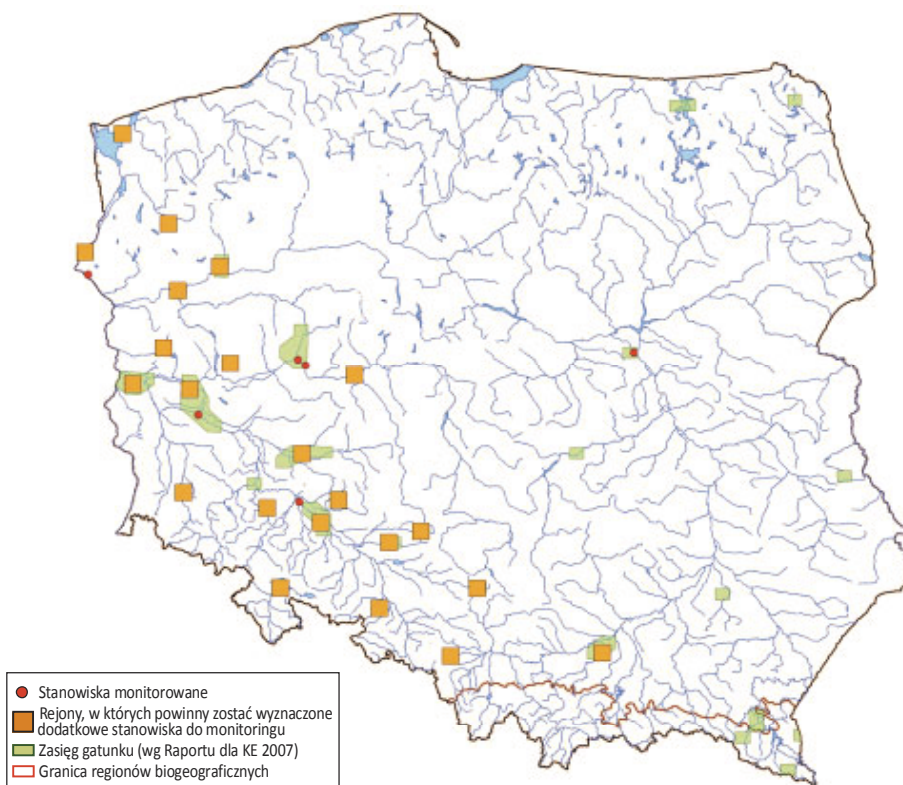 Stanowiska monitorowane
Rejony, w których powinny zostać wyznaczone
dodatkowe stanowiska do monitoringu
Zasięg gatunku (wg Raportu dla KE 2007)
Granica regionów biogeograficznych